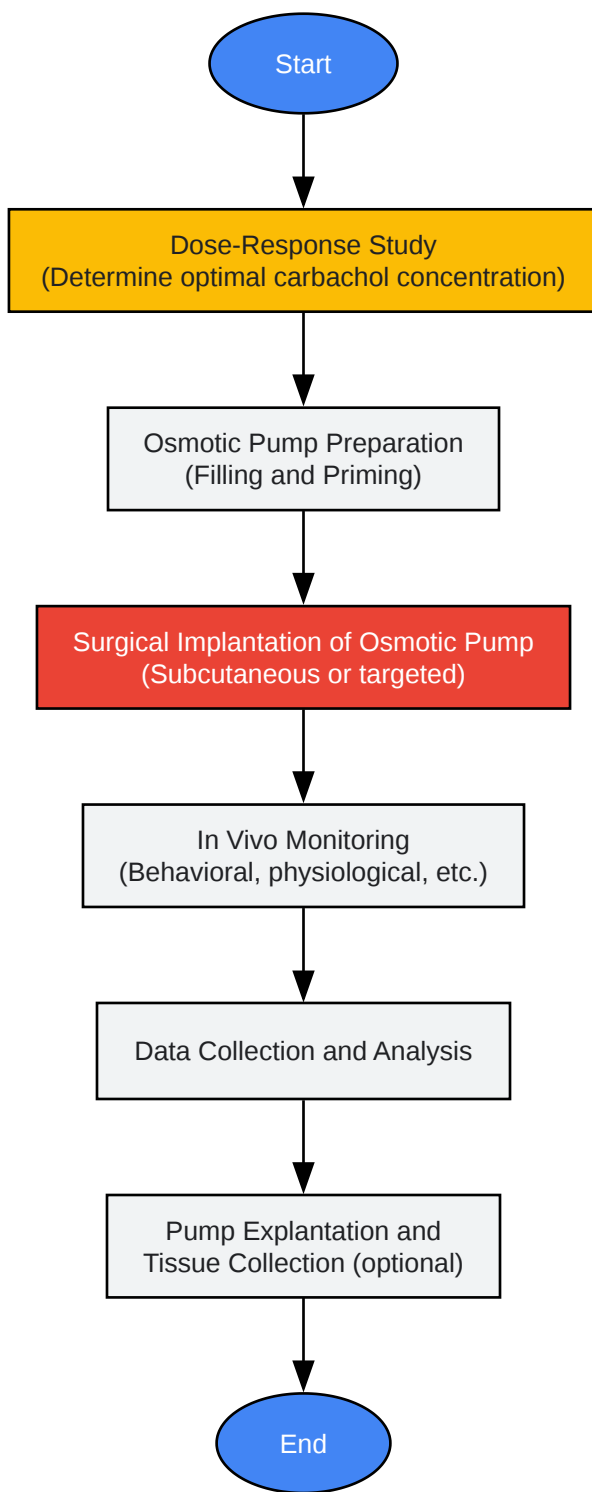 Start
Dose-Response Study
(Determine optimal carbachol concentration)
Osmotic Pump Preparation
(Filling and Priming)
Surgical Implantation of Osmotic Pump
(Subcutaneous or targeted)
In Vivo Monitoring
(Behavioral, physiological, etc.)
Data Collection and Analysis
Pump Explantation and
Tissue Collection (optional)
End